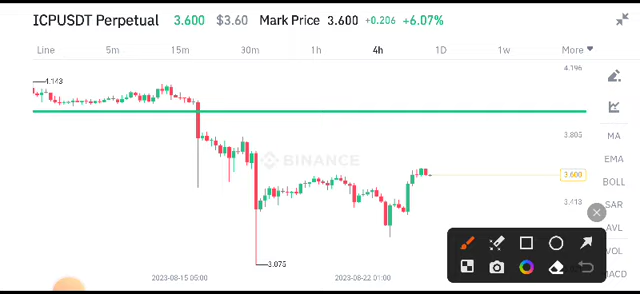 ICPUSDT Perpetual 3.600 $3.60 Mark Price 3.600 +0.206 +6.07%
Line 5m 15m 30m 1h 4h 1D 1w More
4.196
4.143
3.805
BINANCE
3.600
3.413
3.075
2023-08-15 05:00 2023-08-22 01:00
MA
EMA
BOLL
SAR
AVL
VOL
MACD